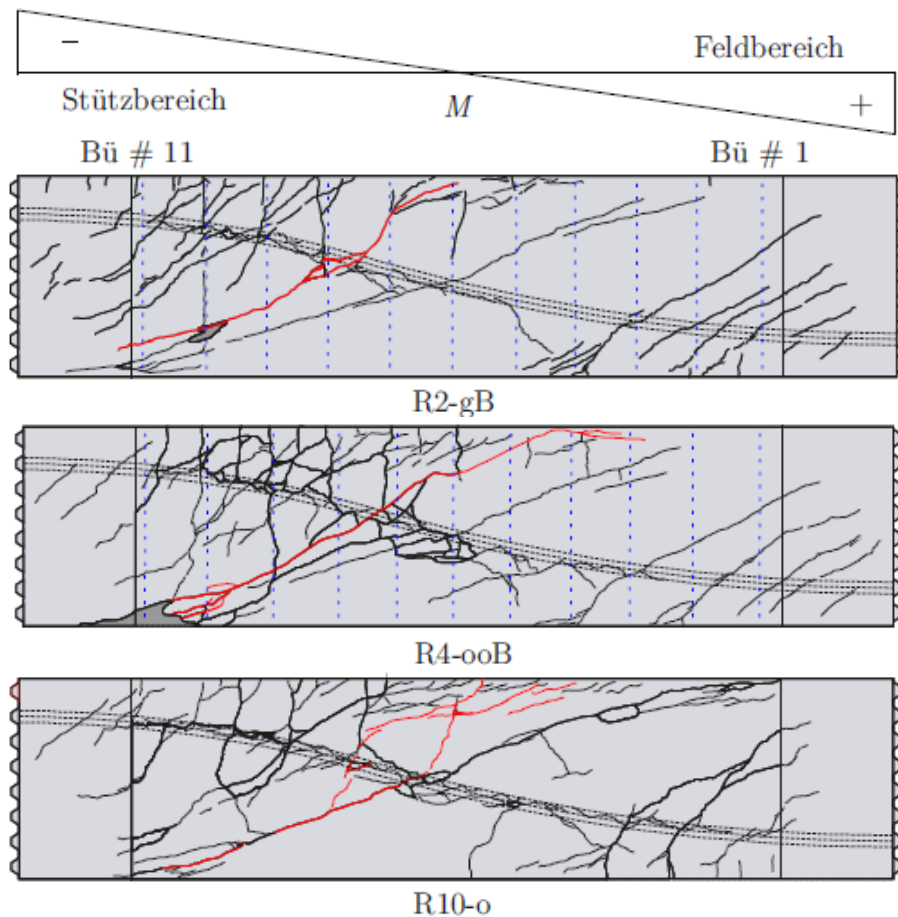 −
Feldbereich
Stützbereich
M
+
Bü # 11
Bü # 1
R2-gB
R4-ooB
R10-o